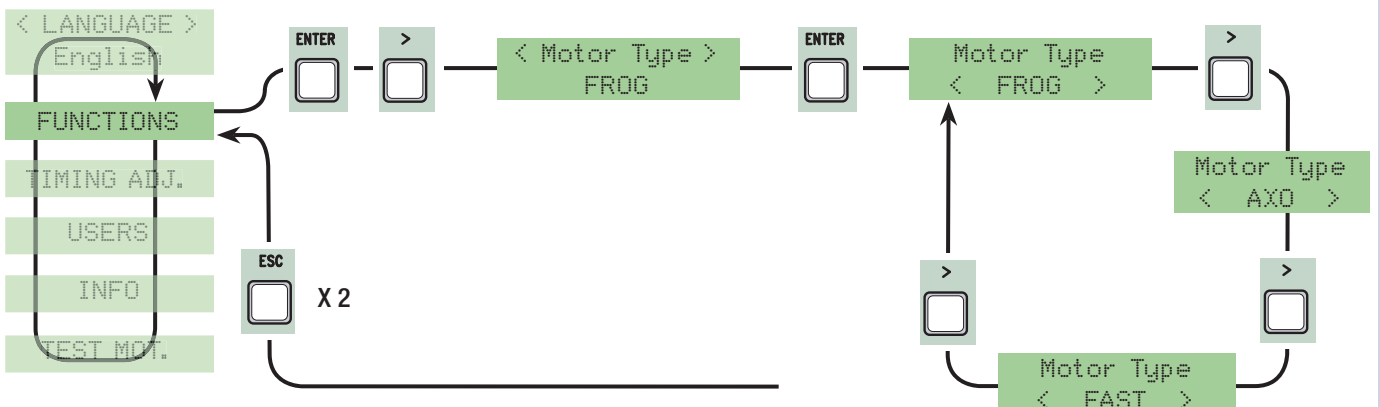 < LANGUAGE >
English
FUNCTIONS
TIMING ADJ.
USERS
INFO
TEST MOT.
ENTER
>
< Motor Type >
FROG
ENTER
Motor Type
< FROG >
>
Motor Type
< AXO >
>
Motor Type
< FAST >
>
ESC
X 2